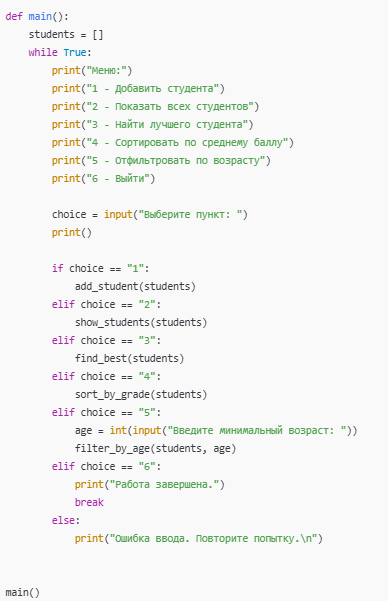 def main():
    students = []
    while True:
        print("Меню:")
        print("1 - Добавить студента")
        print("2 - Показать всех студентов")
        print("3 - Найти лучшего студента")
        print("4 - Сортировать по среднему баллу")
        print("5 - Отфильтровать по возрасту")
        print("6 - Выйти")

        choice = input("Выберите пункт: ")
        print()

        if choice == "1":
            add_student(students)
        elif choice == "2":
            show_students(students)
        elif choice == "3":
            find_best(students)
        elif choice == "4":
            sort_by_grade(students)
        elif choice == "5":
            age = int(input("Введите минимальный возраст: "))
            filter_by_age(students, age)
        elif choice == "6":
            print("Работа завершена.")
            break
        else:
            print("Ошибка ввода. Повторите попытку.\n")


main()